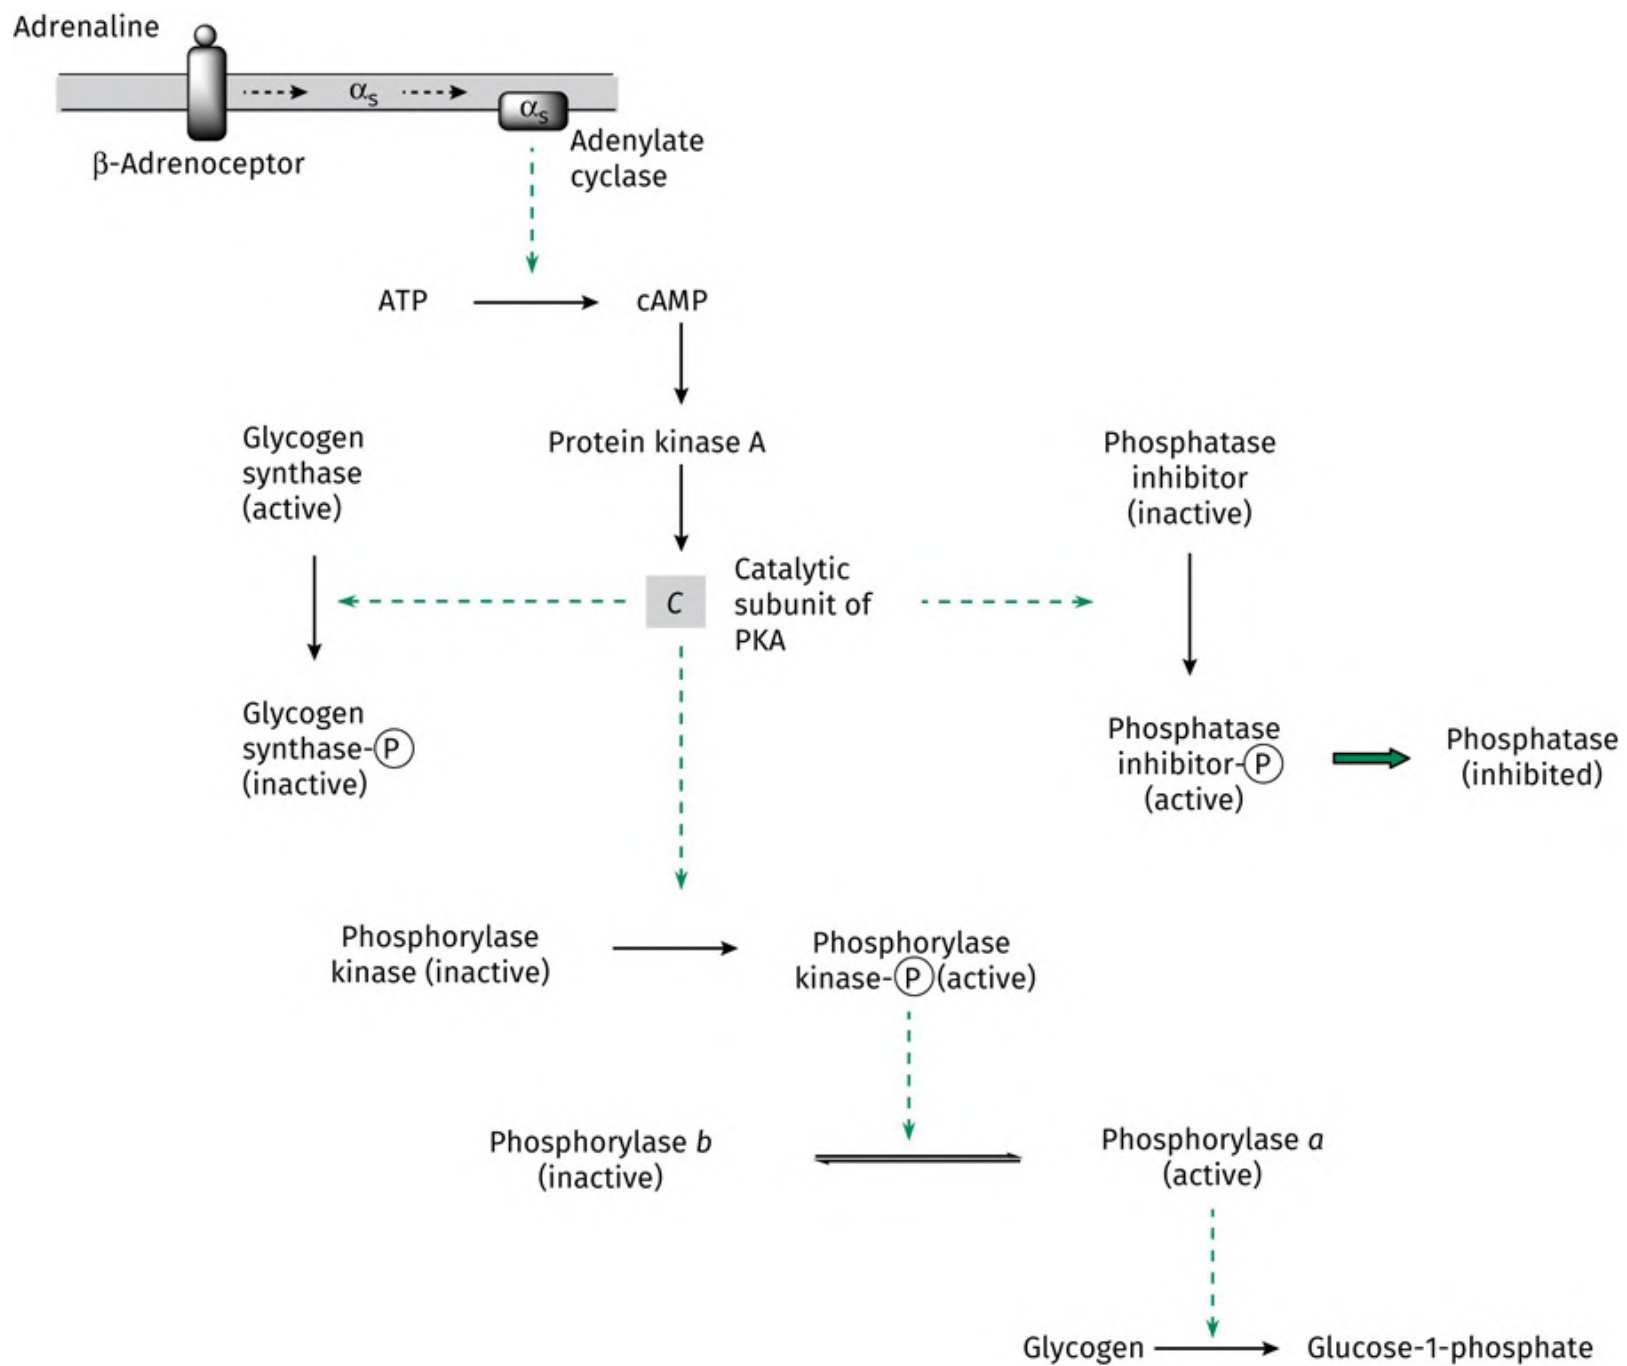 Adrenaline
αs
αs
Adenylate
cyclase
β-Adrenoceptor
ATP
cAMP
Glycogen
synthase
(active)
Protein kinase A
Phosphatase
inhibitor
(inactive)
C
Catalytic
subunit of
PKA
Glycogen
synthase-P
(inactive)
Phosphatase
inhibitor-P
(active)
Phosphatase
(inhibited)
Phosphorylase
kinase (inactive)
Phosphorylase
kinase-P (active)
Phosphorylase b
(inactive)
Phosphorylase a
(active)
Glycogen
Glucose-1-phosphate